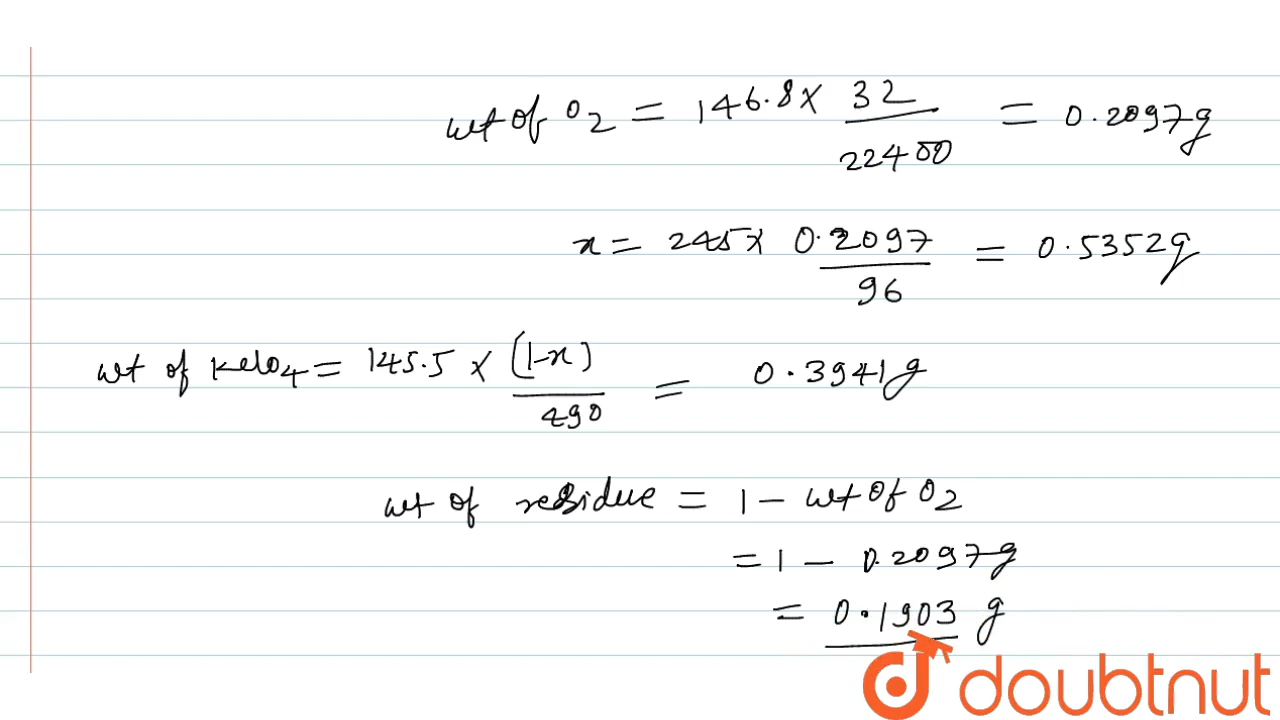 wt of O2 = 146.8 × 32/22400 = 0.2097g
x = 245 × 0.2097/96 = 0.5352g
wt of KClO4 = 145.5 × (1-x)/490 = 0.3941g
wt of residue = 1 - wt of O2
= 1 - 0.2097g
= 0.1903 g
doubtnut